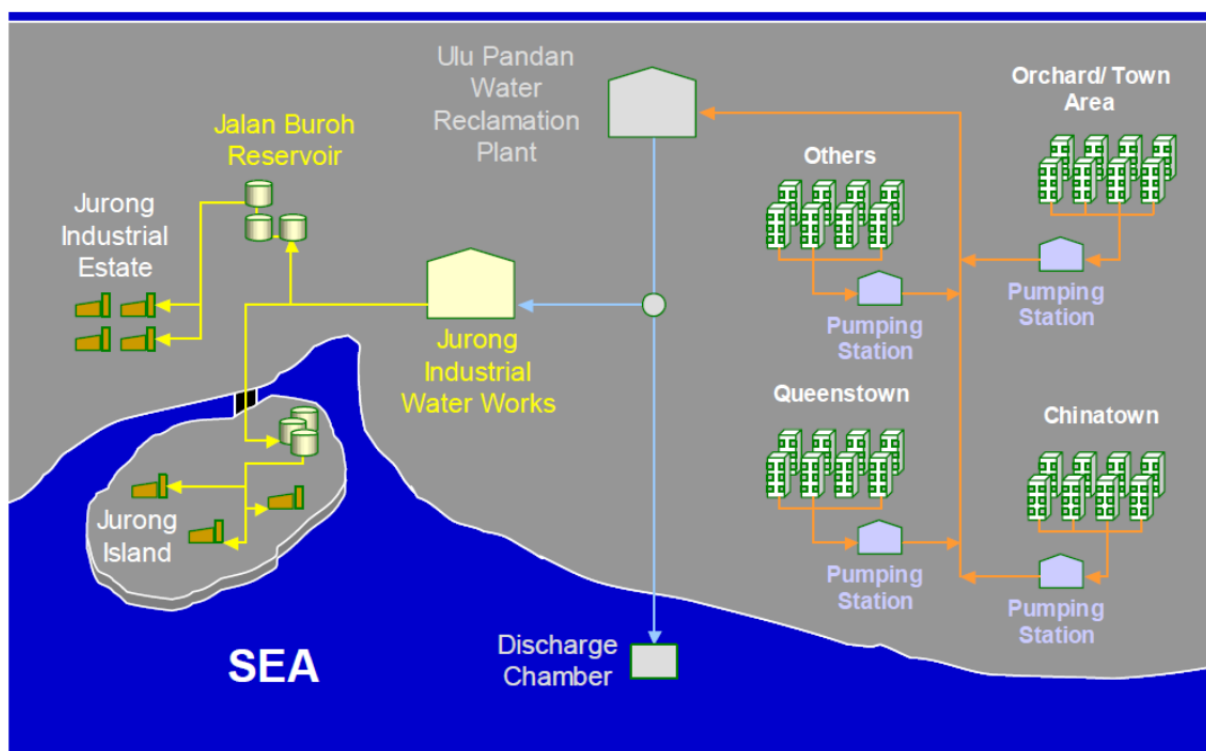 Ulu Pandan
Water
Reclamation
Plant
Orchard/ Town
Area
Jalan Buroh
Reservoir
Others
Jurong
Industrial
Estate
Pumping
Station
Pumping
Station
Jurong
Industrial
Water Works
Queenstown
Chinatown
Jurong
Island
Pumping
Station
Pumping
Station
Discharge
Chamber
SEA